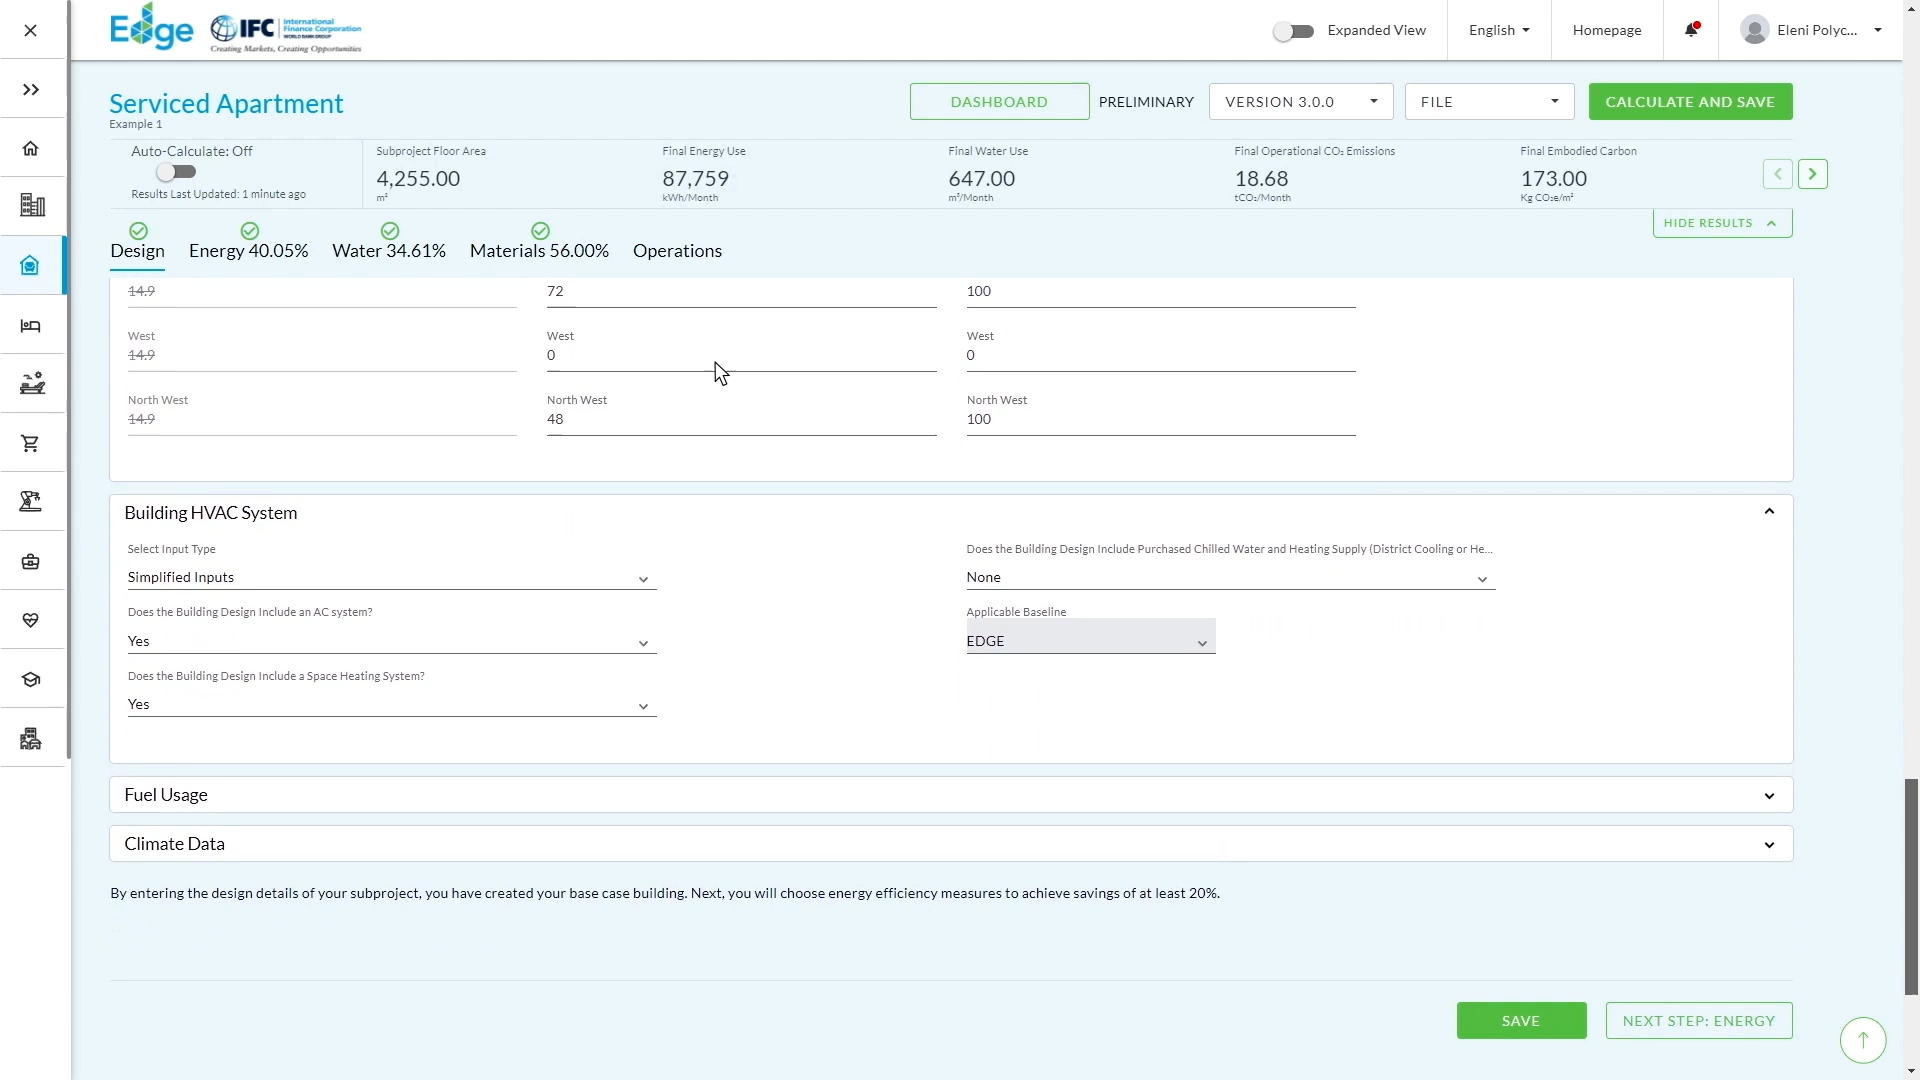 Edge
IFC
International
Finance Corporation
WORLD BANK GROUP
Creating Markets, Creating Opportunities
Expanded View
English
Homepage
Eleni Polyc...
Serviced Apartment
Example 1
DASHBOARD
PRELIMINARY
VERSION 3.0.0
FILE
CALCULATE AND SAVE
Auto-Calculate: Off
Results Last Updated: 1 minute ago
Subproject Floor Area
4,255.00
m²
Final Energy Use
87,759
kWh/Month
Final Water Use
647.00
m³/Month
Final Operational CO₂ Emissions
18.68
tCO₂/Month
Final Embodied Carbon
173.00
Kg CO₂e/m²
HIDE RESULTS
Design
Energy 40.05%
Water 34.61%
Materials 56.00%
Operations
14.9
72
100
West
14.9
West
0
West
0
North West
14.9
North West
48
North West
100
Building HVAC System
Select Input Type
Simplified Inputs
Does the Building Design Include Purchased Chilled Water and Heating Supply (District Cooling or He...
None
Does the Building Design Include an AC system?
Yes
Applicable Baseline
EDGE
Does the Building Design Include a Space Heating System?
Yes
Fuel Usage
Climate Data
By entering the design details of your subproject, you have created your base case building. Next, you will choose energy efficiency measures to achieve savings of at least 20%.
SAVE
NEXT STEP: ENERGY